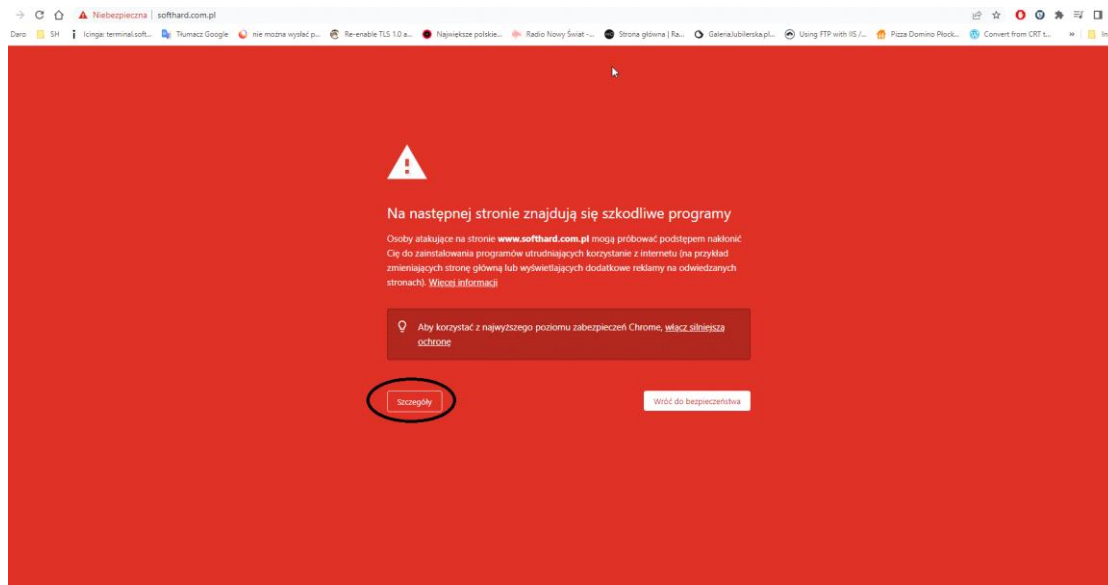 Niebezpieczna softhard.com.pl
Daro SH Icinga: terminal.soft... Tłumacz Google nie można wysłać p... Re-enable TLS 1.0 a... Największe polskie... Radio Nowy Świat -... Strona główna | Ra... GaleriaJubilerska.pl... Using FTP with IIS /... Pizza Domino Płock... Convert from CRT t... » In
Na następnej stronie znajdują się szkodliwe programy
Osoby atakujące na stronie www.softhard.com.pl mogą próbować podstępem nakłonić
Cię do zainstalowania programów utrudniających korzystanie z internetu (na przykład
zmieniających stronę główną lub wyświetlających dodatkowe reklamy na odwiedzanych
stronach). Więcej informacji
Aby korzystać z najwyższego poziomu zabezpieczeń Chrome, włącz silniejszą
ochronę
Szczegóły Wróć do bezpieczeństwa